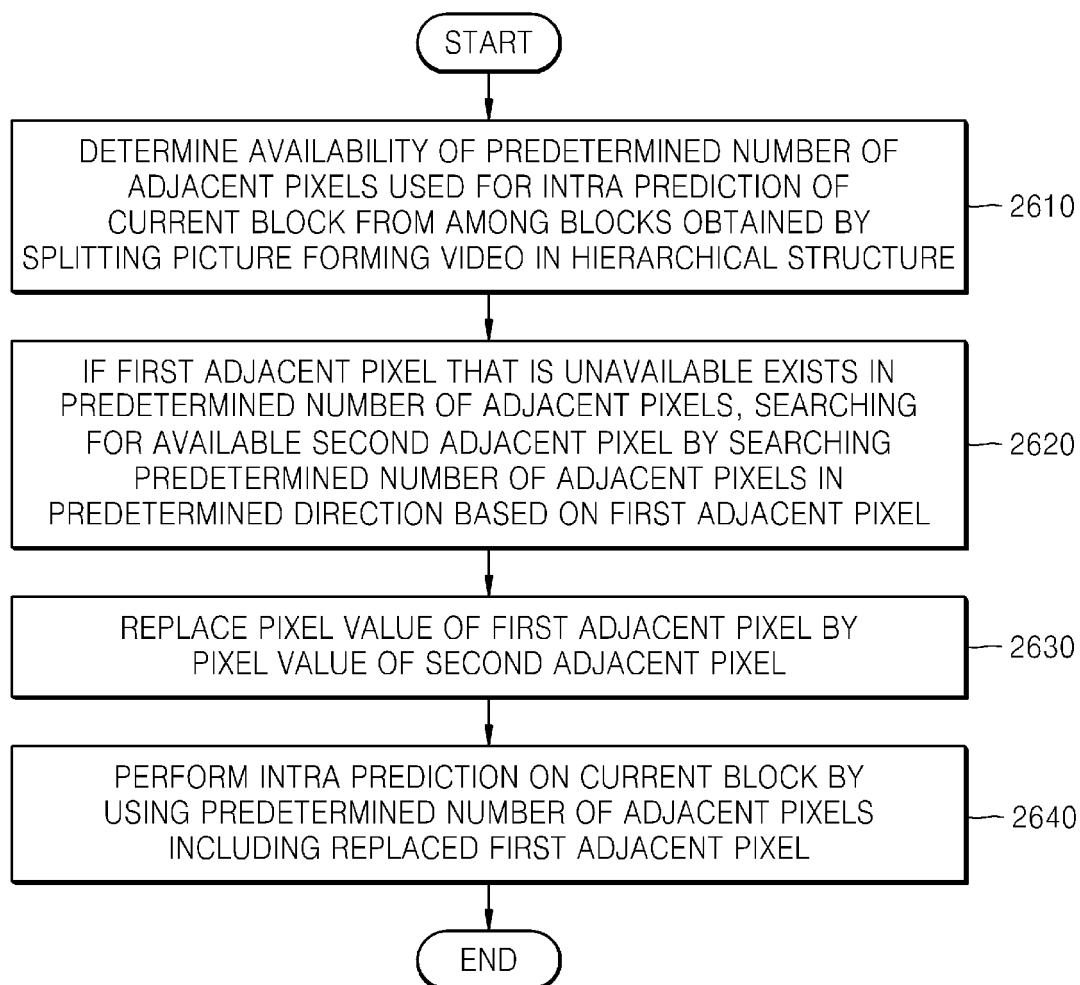 START
DETERMINE AVAILABILITY OF PREDETERMINED NUMBER OF
ADJACENT PIXELS USED FOR INTRA PREDICTION OF
CURRENT BLOCK FROM AMONG BLOCKS OBTAINED BY
SPLITTING PICTURE FORMING VIDEO IN HIERARCHICAL STRUCTURE
2610
IF FIRST ADJACENT PIXEL THAT IS UNAVAILABLE EXISTS IN
PREDETERMINED NUMBER OF ADJACENT PIXELS, SEARCHING
FOR AVAILABLE SECOND ADJACENT PIXEL BY SEARCHING
PREDETERMINED NUMBER OF ADJACENT PIXELS IN
PREDETERMINED DIRECTION BASED ON FIRST ADJACENT PIXEL
2620
REPLACE PIXEL VALUE OF FIRST ADJACENT PIXEL BY
PIXEL VALUE OF SECOND ADJACENT PIXEL
2630
PERFORM INTRA PREDICTION ON CURRENT BLOCK BY
USING PREDETERMINED NUMBER OF ADJACENT PIXELS
INCLUDING REPLACED FIRST ADJACENT PIXEL
2640
END